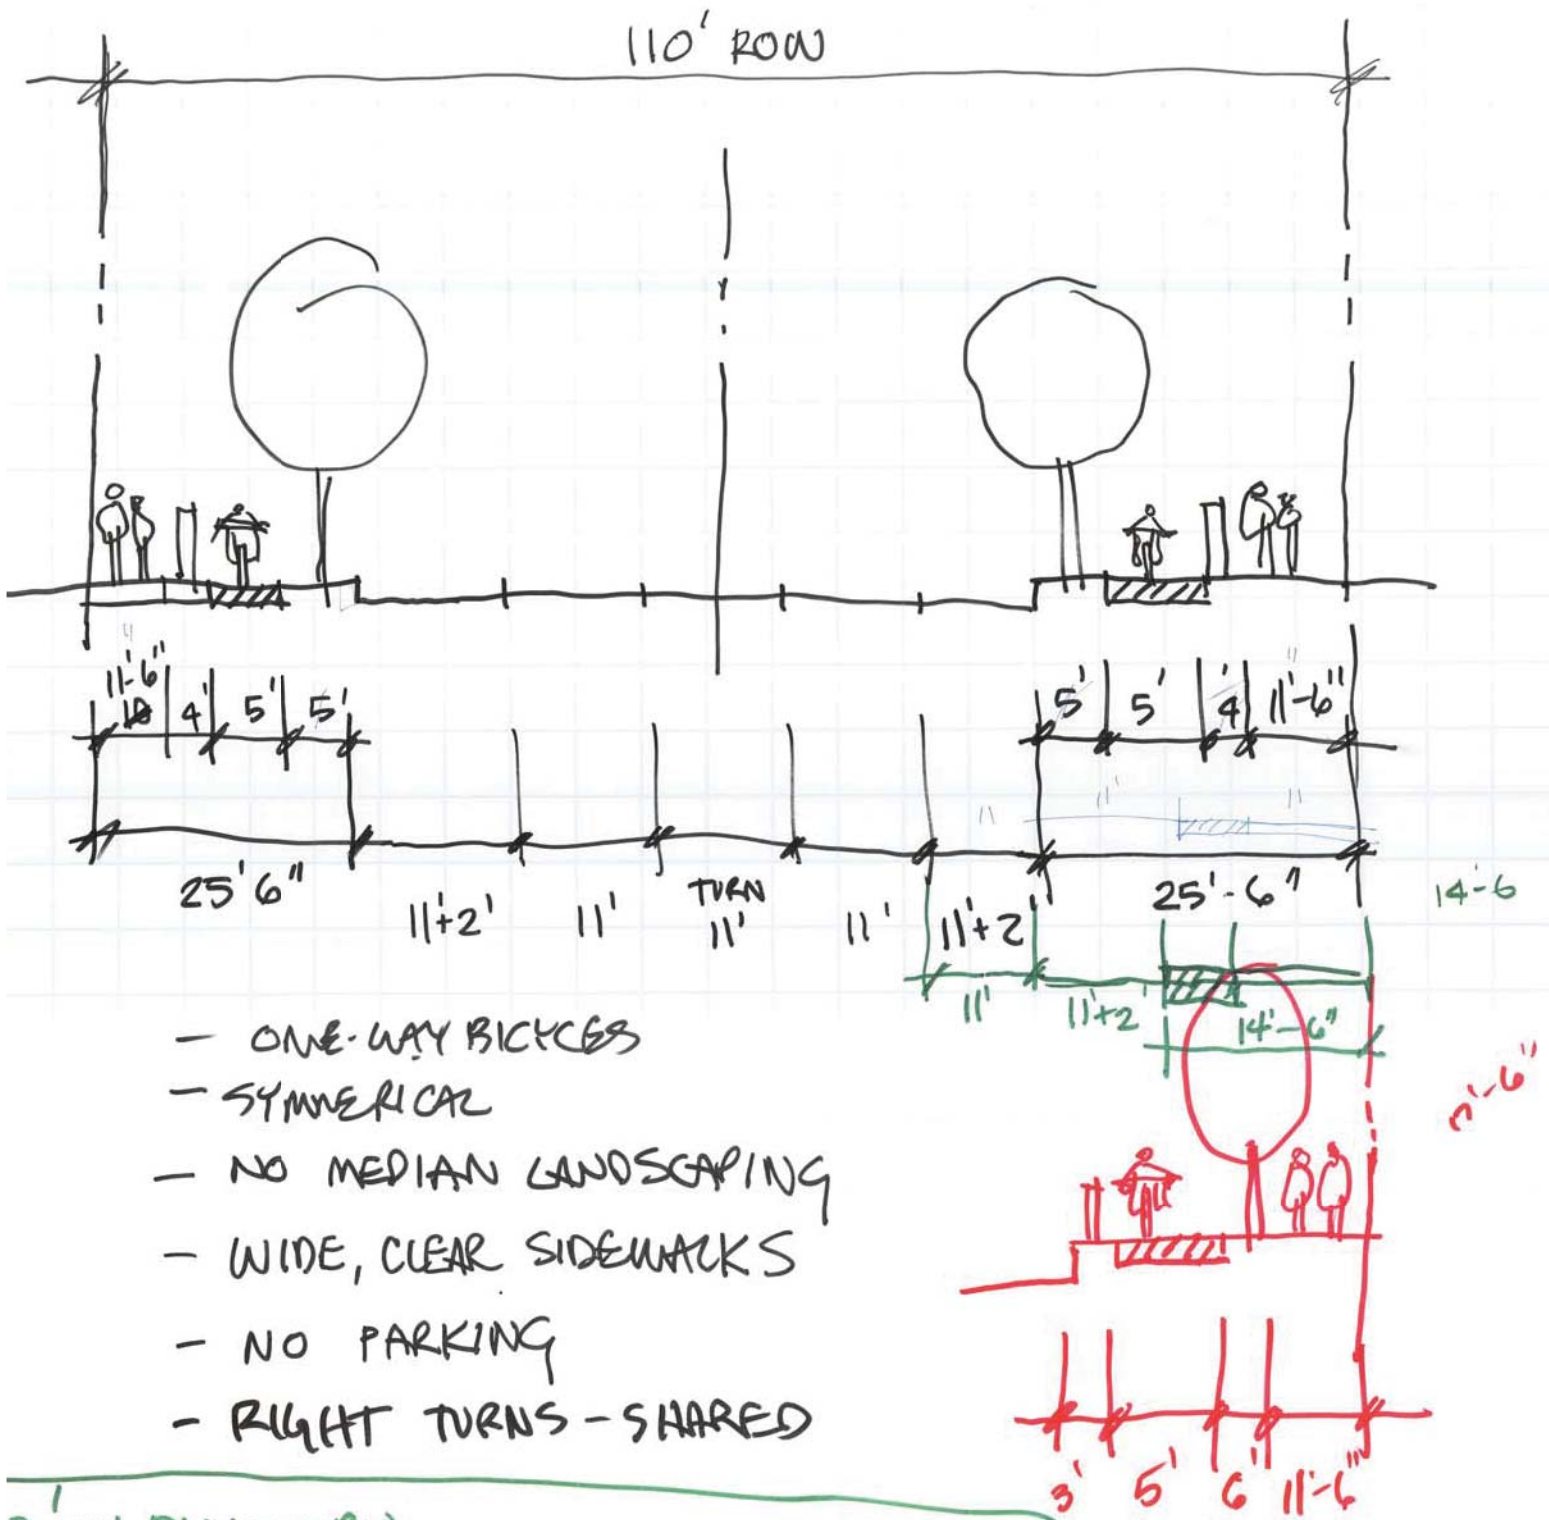 110' ROW
11'-6" 4' 5' 5'
5' 5' 4' 11'-6"
25'6"
11'+2' 11' TURN 11' 11' 11'+2' 25'-6"
14'-6
11' 11'+2' 14'-6"
- ONE-WAY BICYCES
- SYMMERICAL
- NO MEDIAN LANDSCAPING
- WIDE, CLEAR SIDEWALKS
- NO PARKING
- RIGHT TURNS - SHARED
3' 5' 6' 11'-6"